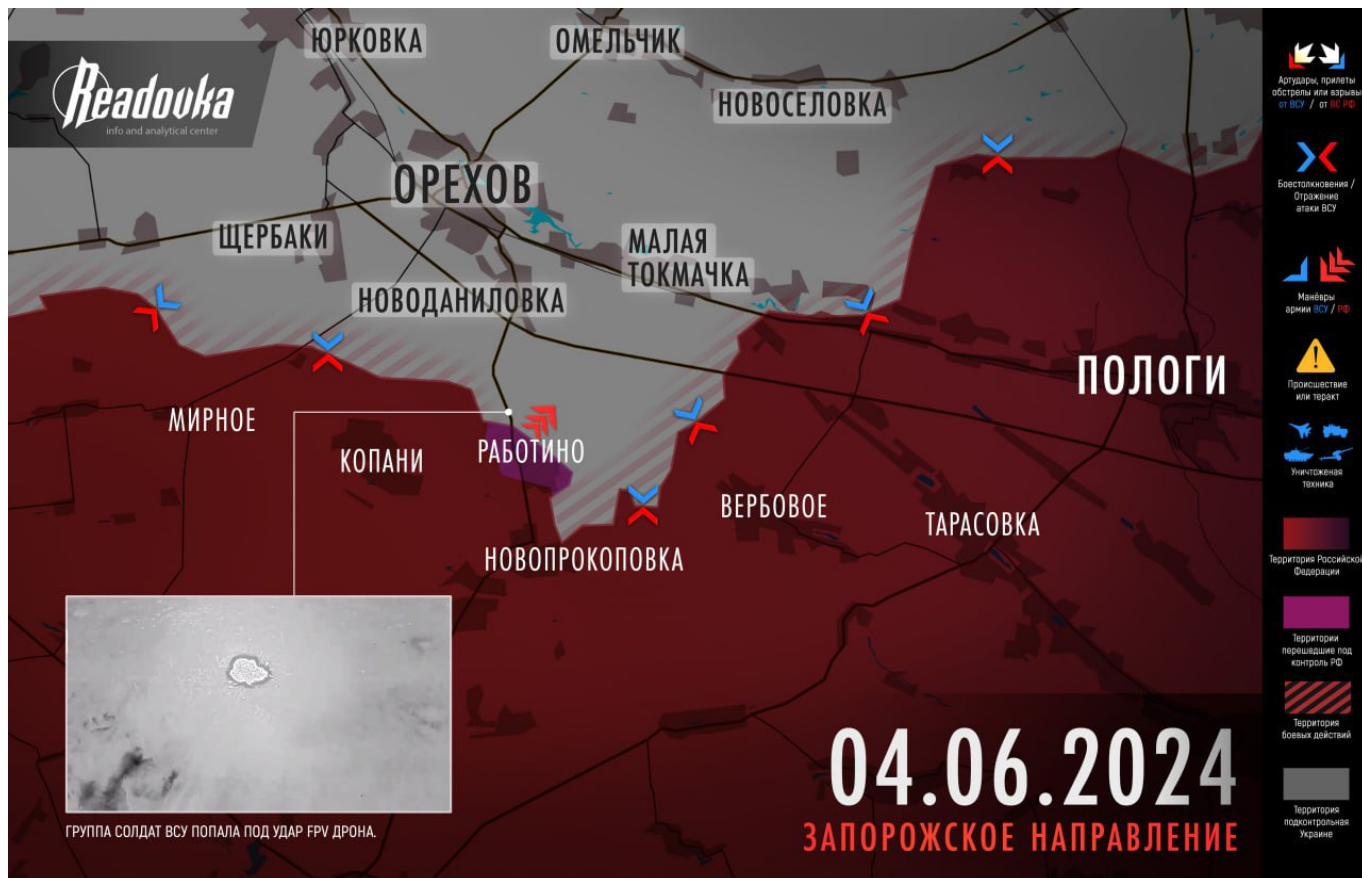 Readovka
info and analytical center
ЮРКОВКА
ОМЕЛЬЧИК
НОВОСЕЛОВКА
ОРЕХОВ
ЩЕРБАКИ
МАЛАЯ
ТОКМАЧКА
НОВОДАНИЛОВКА
ПОЛОГИ
МИРНОЕ
КОПАНИ
РАБОТИНО
ВЕРБОВОЕ
ТАРАСОВКА
НОВОПРОКОПОВКА
ГРУППА СОЛДАТ ВСУ ПОПАЛА ПОД УДАР FPV ДРОНА.
04.06.2024
ЗАПОРОЖСКОЕ НАПРАВЛЕНИЕ
Артудары, прилеты
обстрелы или взрывы
от ВСУ / от ВС РФ
Боестолкновения /
Отражение
атаки ВСУ
Манёвры
армии ВСУ / РФ
Происшествие
или теракт
Уничтоженая
техника
Территория Российской
Федерации
Территории
перешедшие под
контроль РФ
Территория
боевых действий
Территория
подконтрольная
Украине